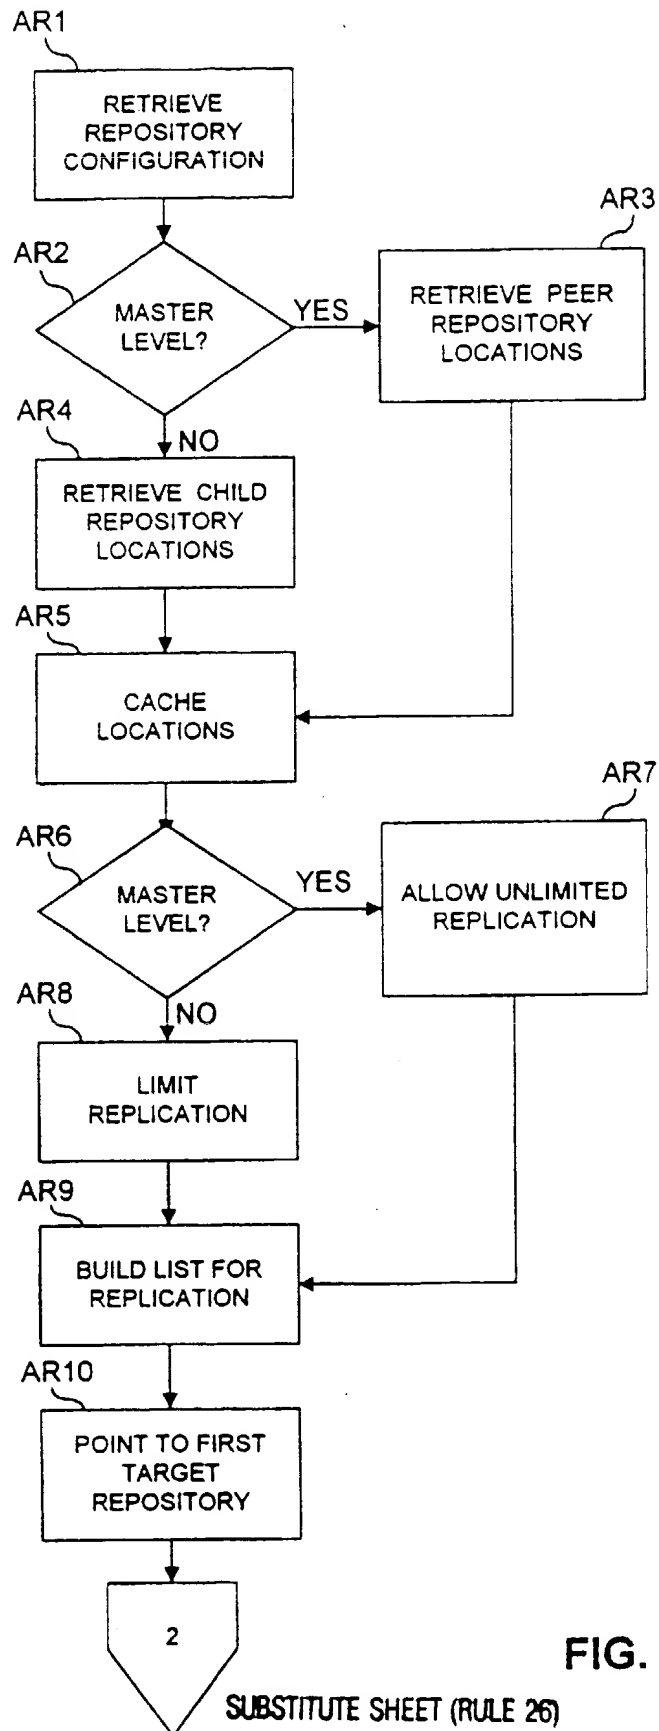 AR1
RETRIEVE
REPOSITORY
CONFIGURATION
AR2
MASTER
LEVEL?
YES
AR3
RETRIEVE PEER
REPOSITORY
LOCATIONS
AR4
NO
RETRIEVE CHILD
REPOSITORY
LOCATIONS
AR5
CACHE
LOCATIONS
AR6
MASTER
LEVEL?
YES
AR7
ALLOW UNLIMITED
REPLICATION
AR8
NO
LIMIT
REPLICATION
AR9
BUILD LIST FOR
REPLICATION
AR10
POINT TO FIRST
TARGET
REPOSITORY
2
FIG.
SUBSTITUTE SHEET (RULE 26)